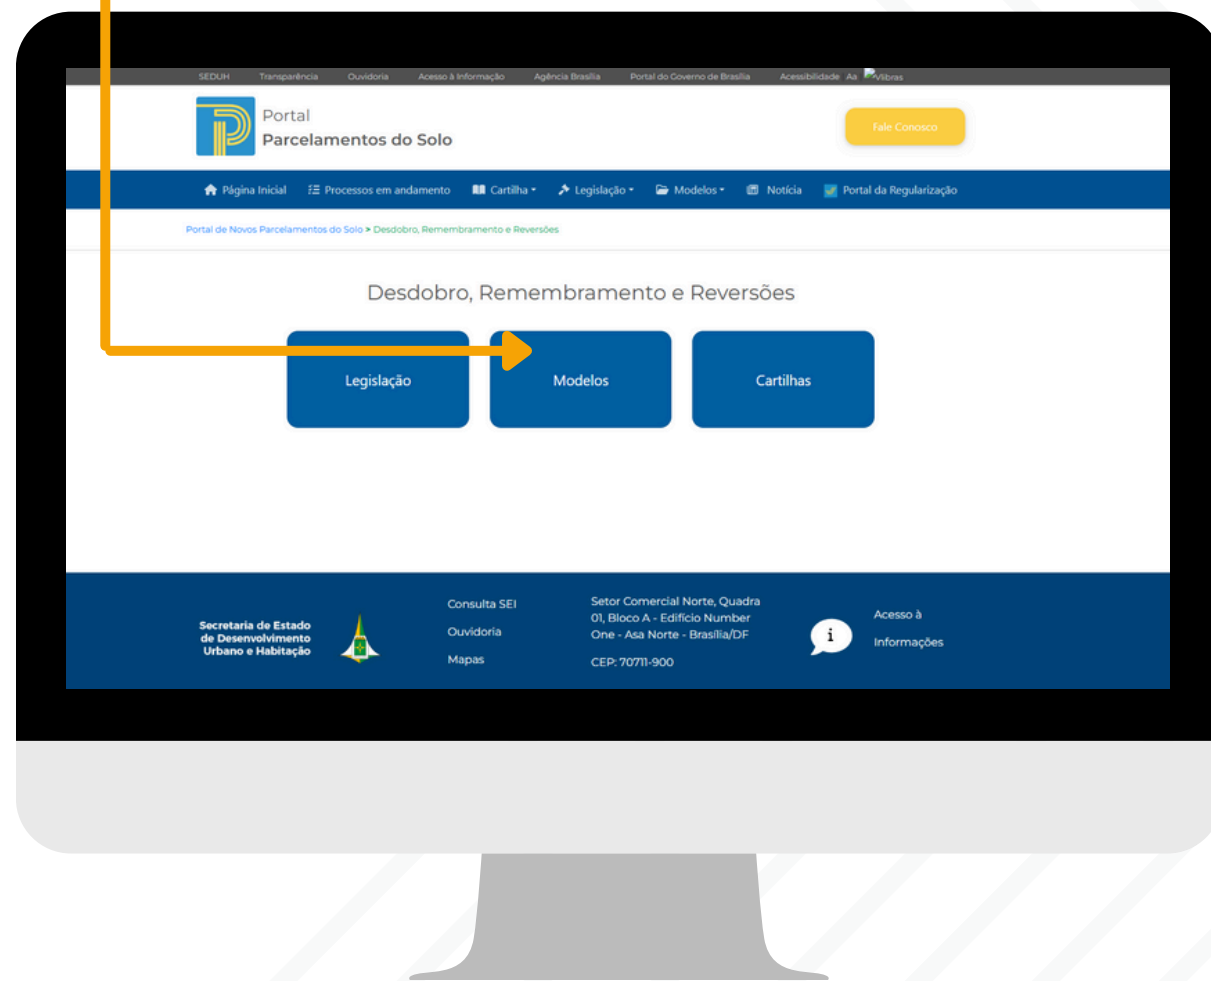 SEDUH Transparência Ouvidoria Acesso à Informação Agência Brasília Portal do Governo de Brasília Acessibilidade Aa Vlibras
Portal
Parcelamentos do Solo
Fale Conosco
Página Inicial Processos em andamento Cartilha Legislação Modelos Notícia Portal da Regularização
Portal de Novos Parcelamentos do Solo > Desdobro, Remembramento e Reversões
Desdobro, Remembramento e Reversões
Legislação
Modelos
Cartilhas
Secretaria de Estado
de Desenvolvimento
Urbano e Habitação
Consulta SEI
Ouvidoria
Mapas
Setor Comercial Norte, Quadra
01, Bloco A - Edifício Number
One - Asa Norte - Brasília/DF
CEP: 70711-900
i
Acesso à
Informações